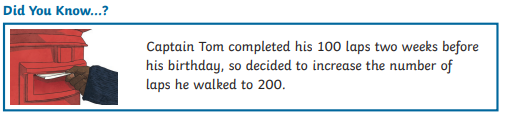 Did You Know...?
Captain Tom completed his 100 laps two weeks before
his birthday, so decided to increase the number of
laps he walked to 200.